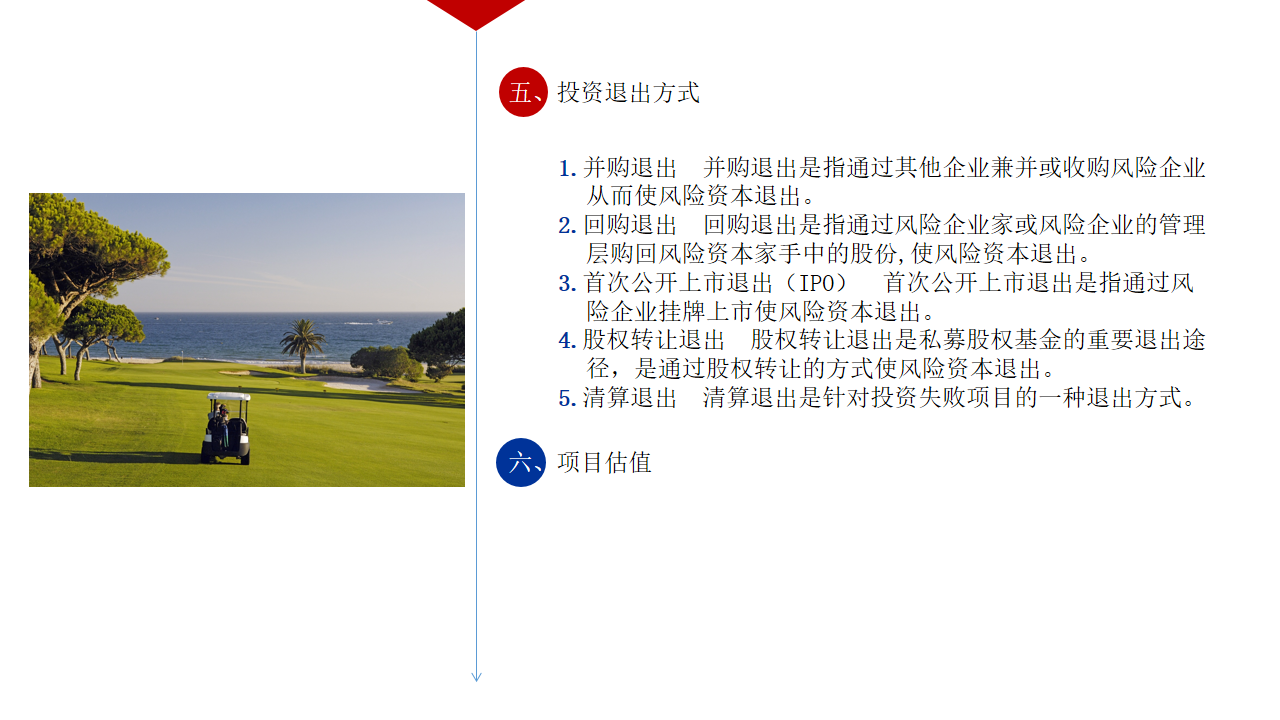 五、投资退出方式
1. 并购退出　并购退出是指通过其他企业兼并或收购风险企业
从而使风险资本退出。
2. 回购退出　回购退出是指通过风险企业家或风险企业的管理
层购回风险资本家手中的股份,使风险资本退出。
3. 首次公开上市退出（IPO）　首次公开上市退出是指通过风
险企业挂牌上市使风险资本退出。
4. 股权转让退出　股权转让退出是私募股权基金的重要退出途
径，是通过股权转让的方式使风险资本退出。
5. 清算退出　清算退出是针对投资失败项目的一种退出方式。
六、项目估值